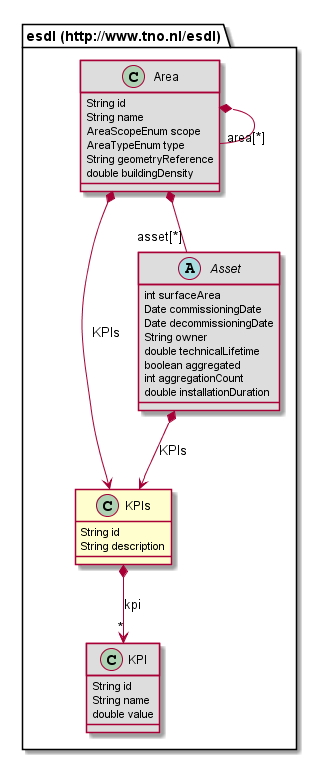 esdl (http://www.tno.nl/esdl)
C Area
String id
String name
AreaScopeEnum scope
AreaTypeEnum type
String geometryReference
double buildingDensity
area[*]
asset[*]
A Asset
int surfaceArea
Date commissioningDate
Date decommissioningDate
String owner
double technicalLifetime
boolean aggregated
int aggregationCount
double installationDuration
KPIs
KPIs
C KPIs
String id
String description
kpi
*
C KPI
String id
String name
double value